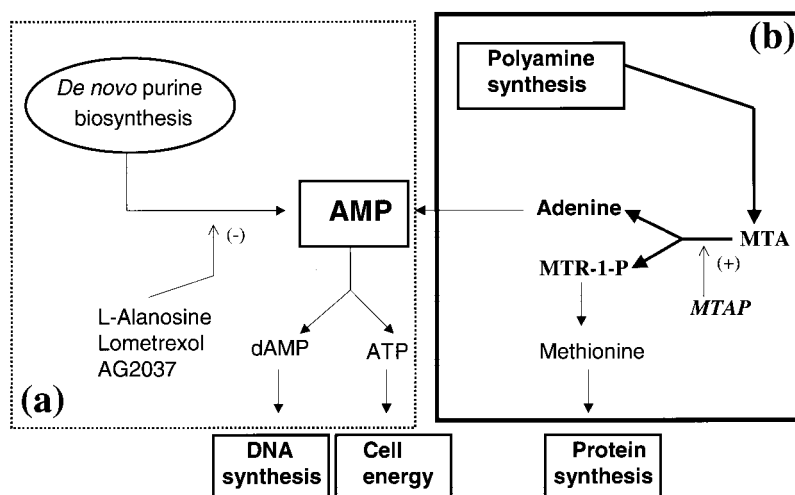 (a)
De novo purine
biosynthesis
AMP
(-)
L-Alanosine
Lometrexol
AG2037
dAMP
ATP
DNA
synthesis
Cell
energy
(b)
Polyamine
synthesis
Adenine
MTA
MTR-1-P
(+)
MTAP
Methionine
Protein
synthesis